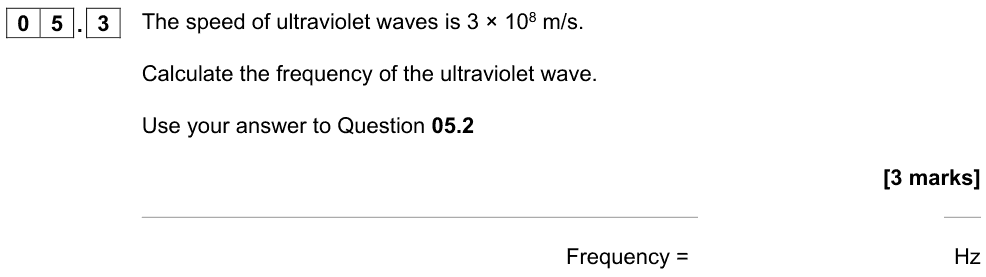 0 5 . 3 The speed of ultraviolet waves is 3 × 10⁸ m/s.
Calculate the frequency of the ultraviolet wave.
Use your answer to Question 05.2
[3 marks]
Frequency = Hz